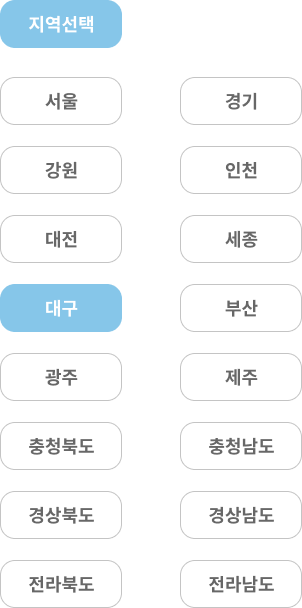 지역선택
서울 경기
강원 인천
대전 세종
대구 부산
광주 제주
충청북도 충청남도
경상북도 경상남도
전라북도 전라남도